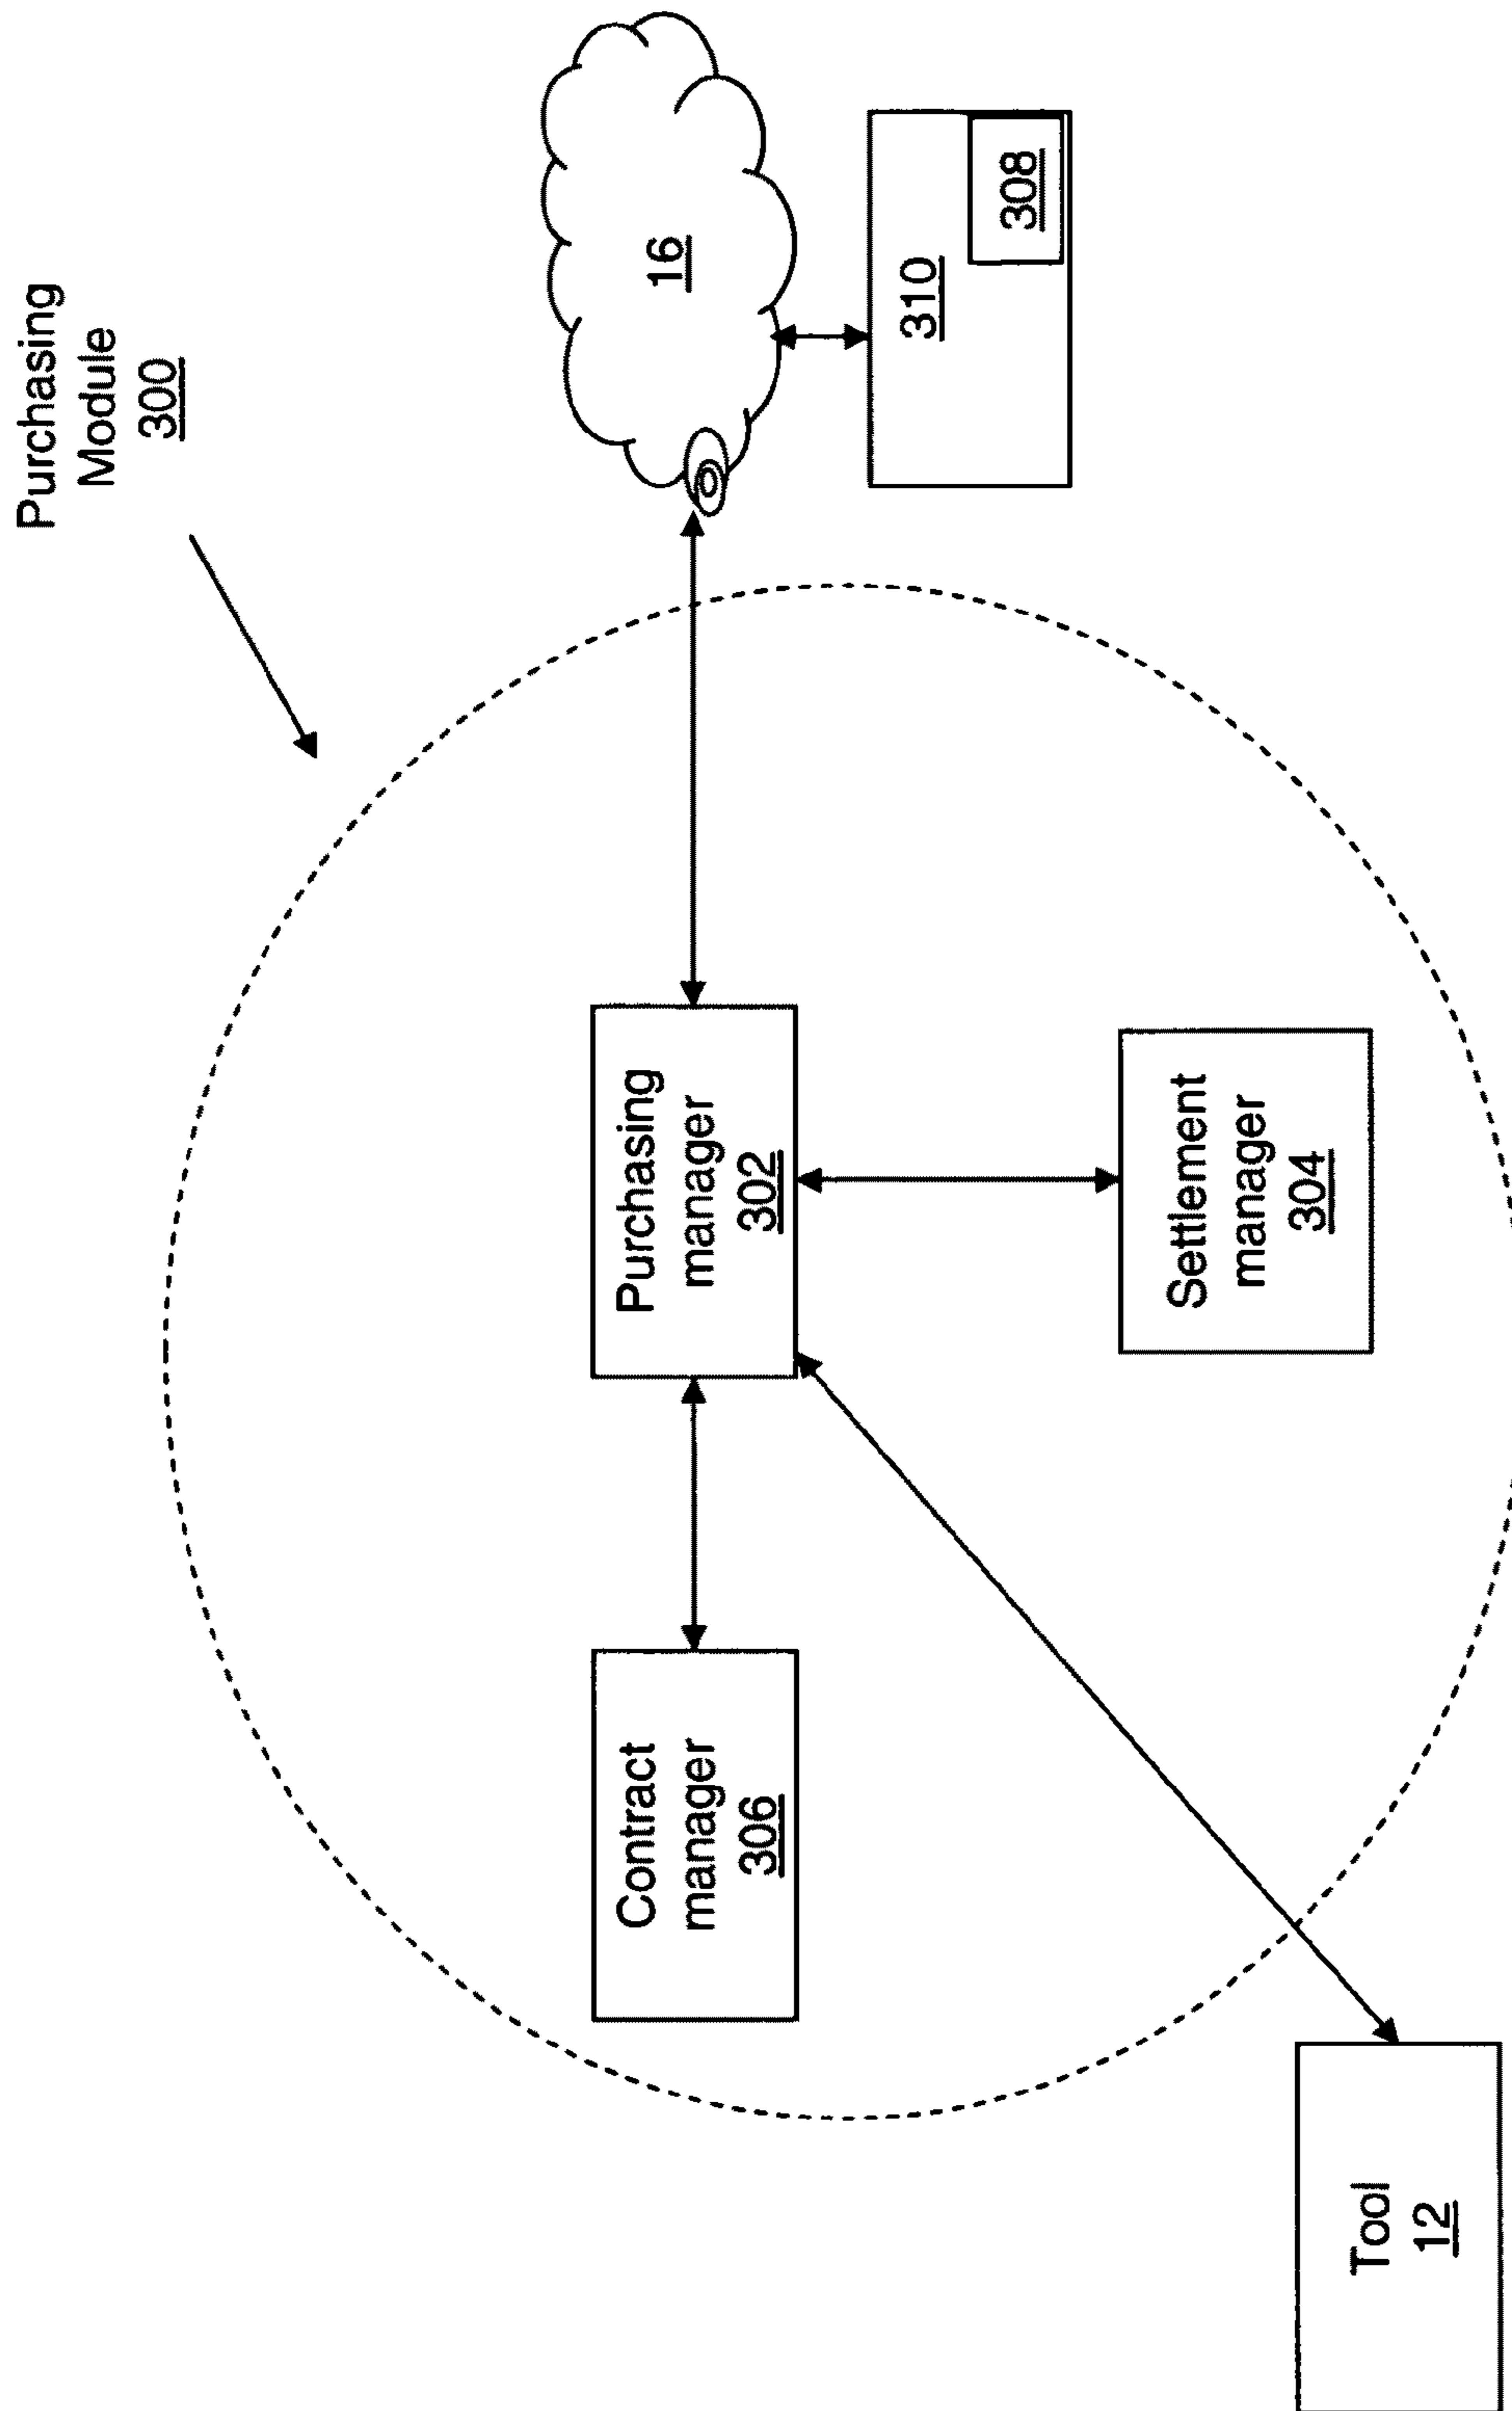 Purchasing
Module
300
16
310
308
Purchasing
manager
302
Contract
manager
306
Settlement
manager
304
Tool
12